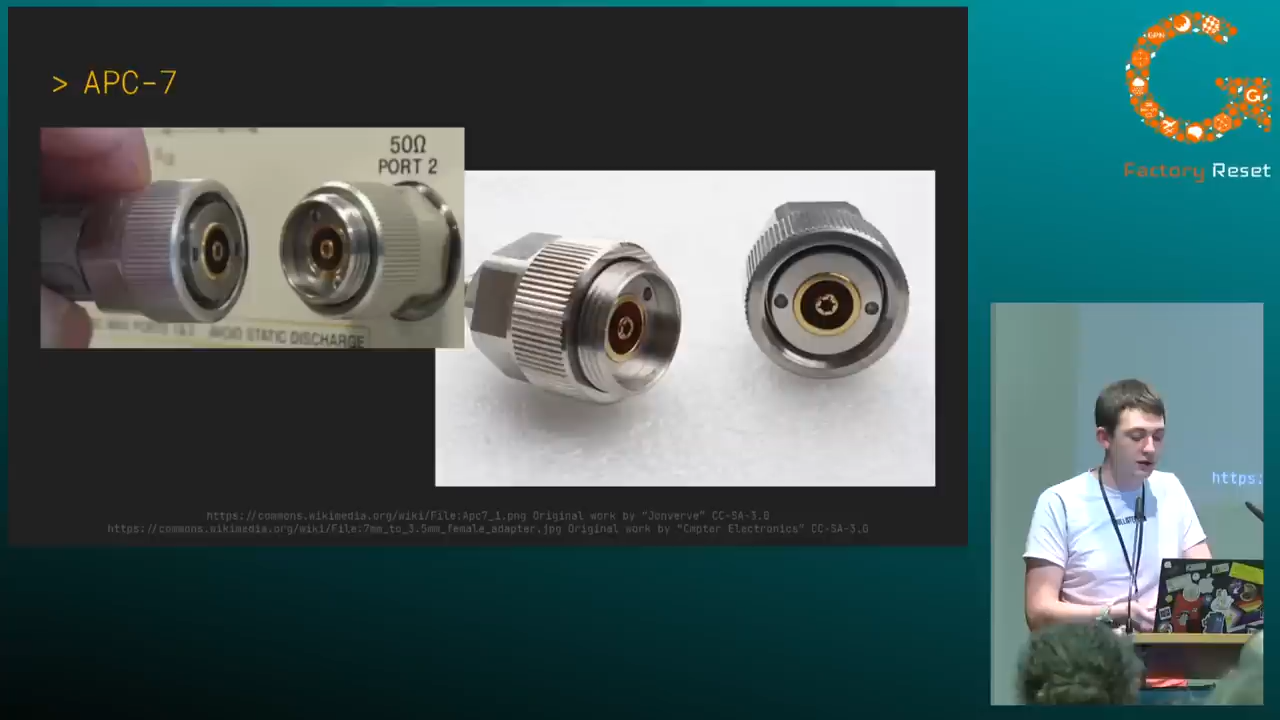 > APC-7
50Ω
PORT 2
AVOID STATIC DISCHARGE
https://commons.wikimedia.org/wiki/File:Apc7_1.png Original work by "Jonverve" CC-SA-3.0
https://commons.wikimedia.org/wiki/File:7mm_to_3.5mm_female_adapter.jpg Original work by "Cmpter Electronics" CC-SA-3.0
GPN
G
Factory Reset
https: